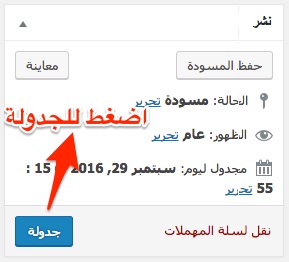 نشر
حفظ المسودة
معاينة
الحالة: مسودة تحرير
اضغط للجدولة
الظهور: عام تحرير
مجدول ليوم: سبتمبر 29, 2016 15 :
55 تحرير
نقل لسلة المهملات
جدولة